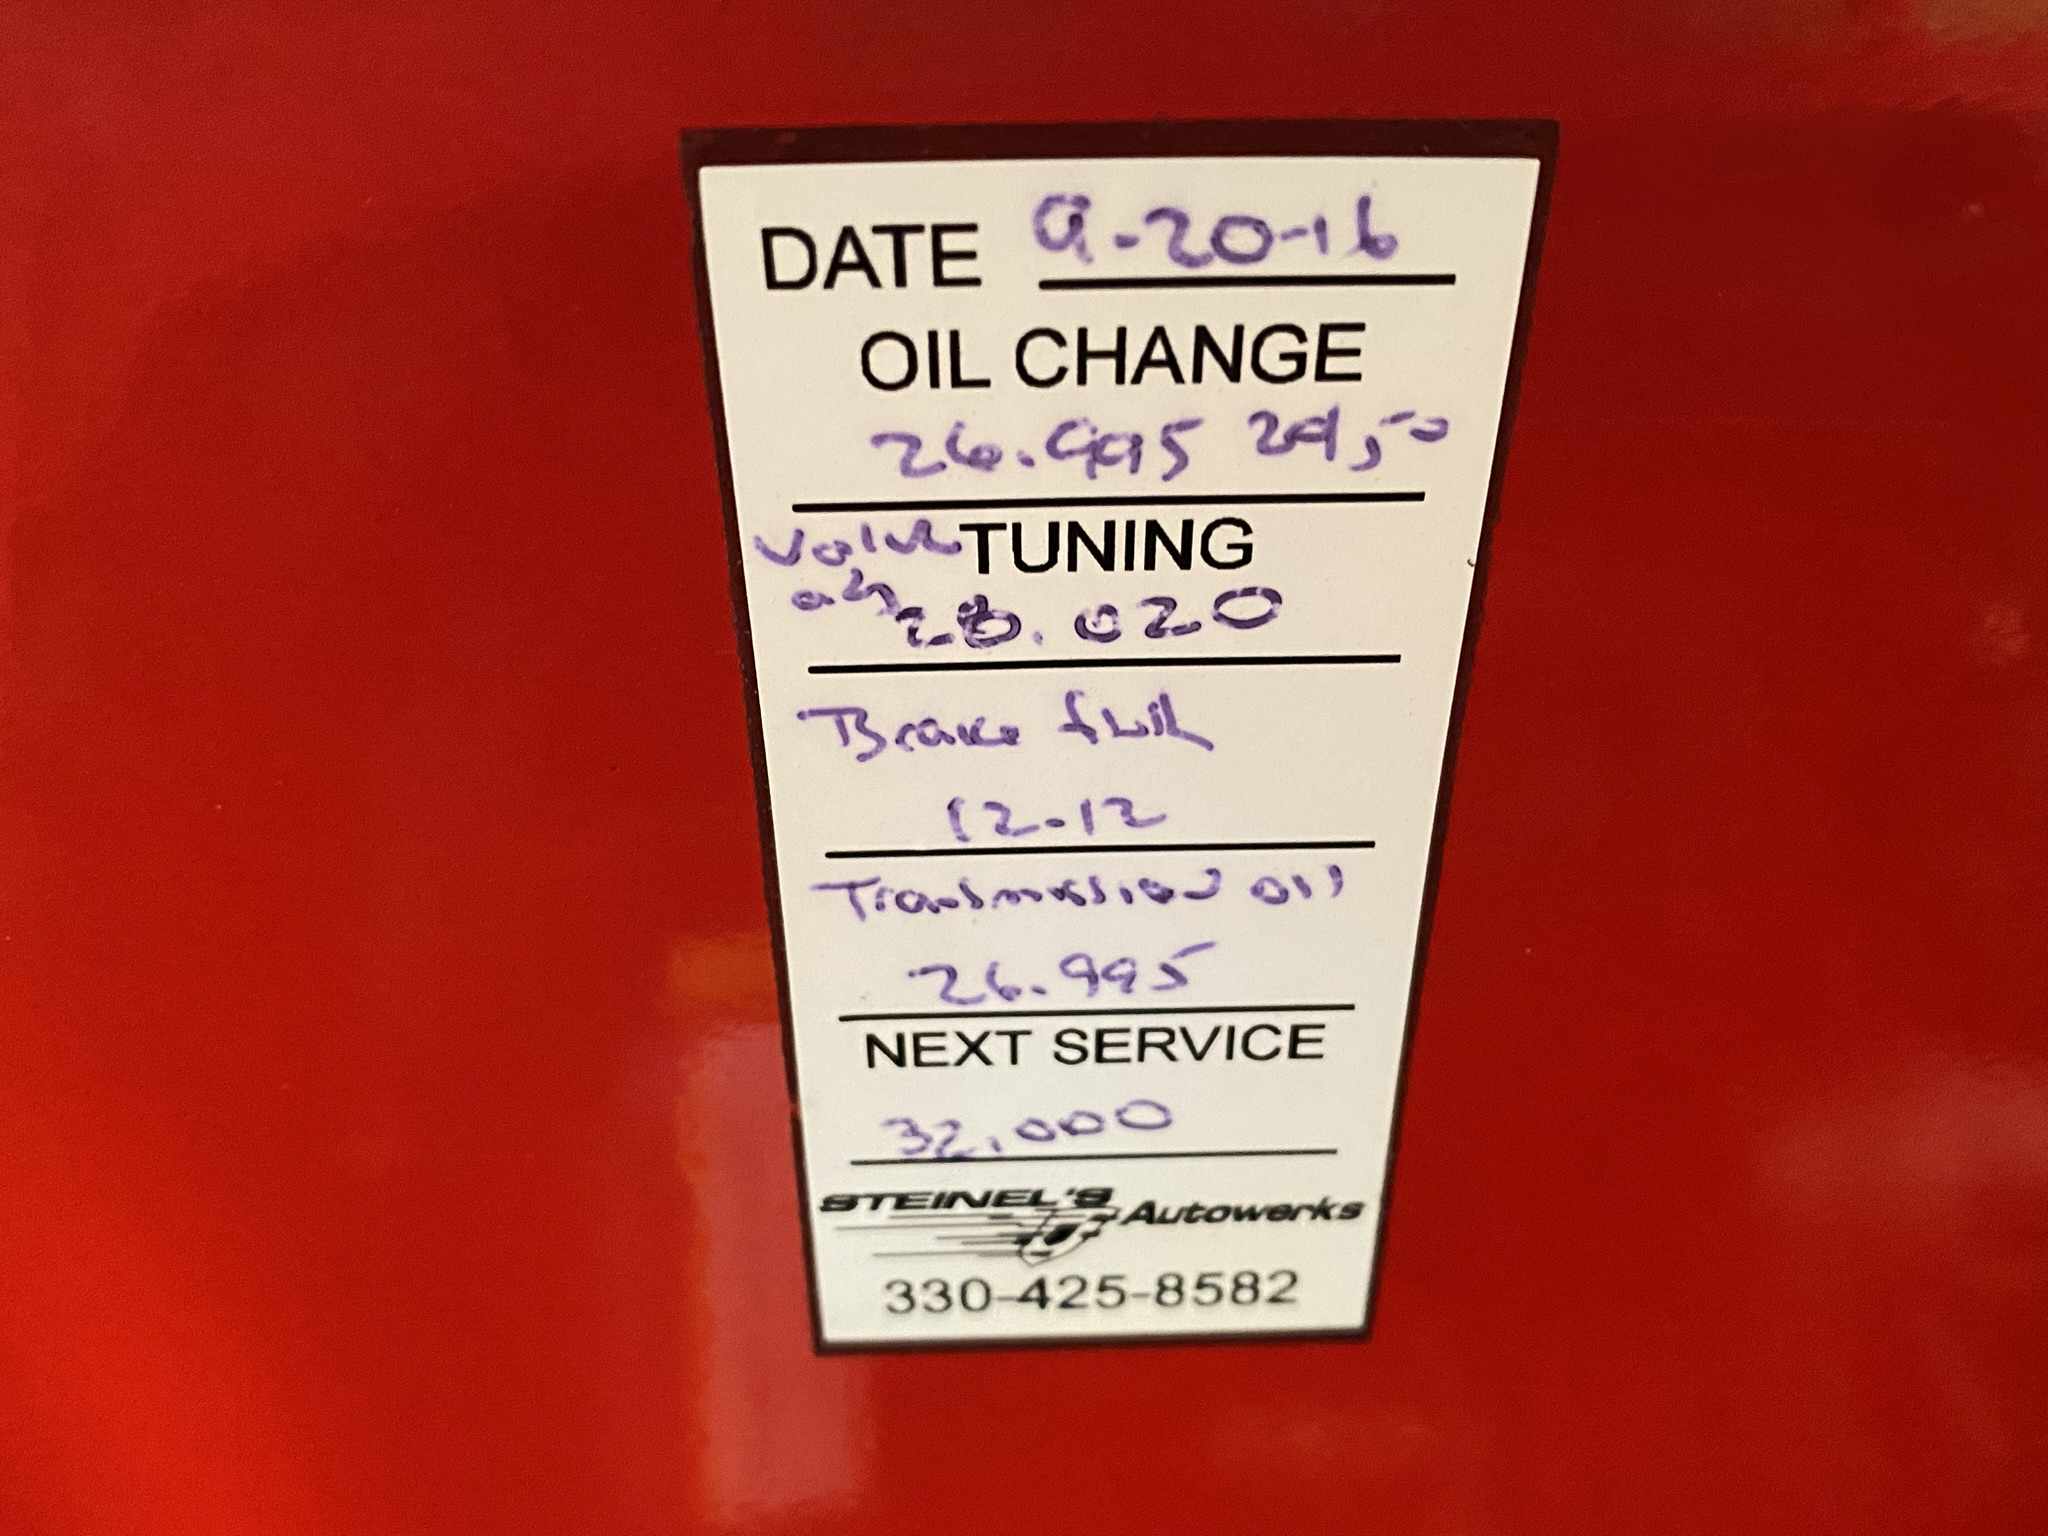 DATE 9-20-16
OIL CHANGE
26.995
Valve TUNING
28.020
Brake fluid
12-12
Transmission oil
26.995
NEXT SERVICE
32.000
STEINEL'S Autowerks
330-425-8582